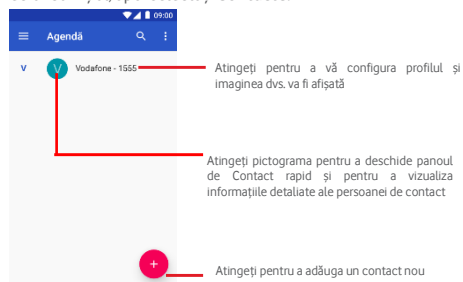 09:00
Agendă
V
V
Vodafone - 1555
Atingeți pentru a vă configura profilul și
imaginea dvs. va fi afișată
Atingeți pictograma pentru a deschide panoul
de Contact rapid și pentru a vizualiza
informațiile detaliate ale persoanei de contact
Atingeți pentru a adăuga un contact nou